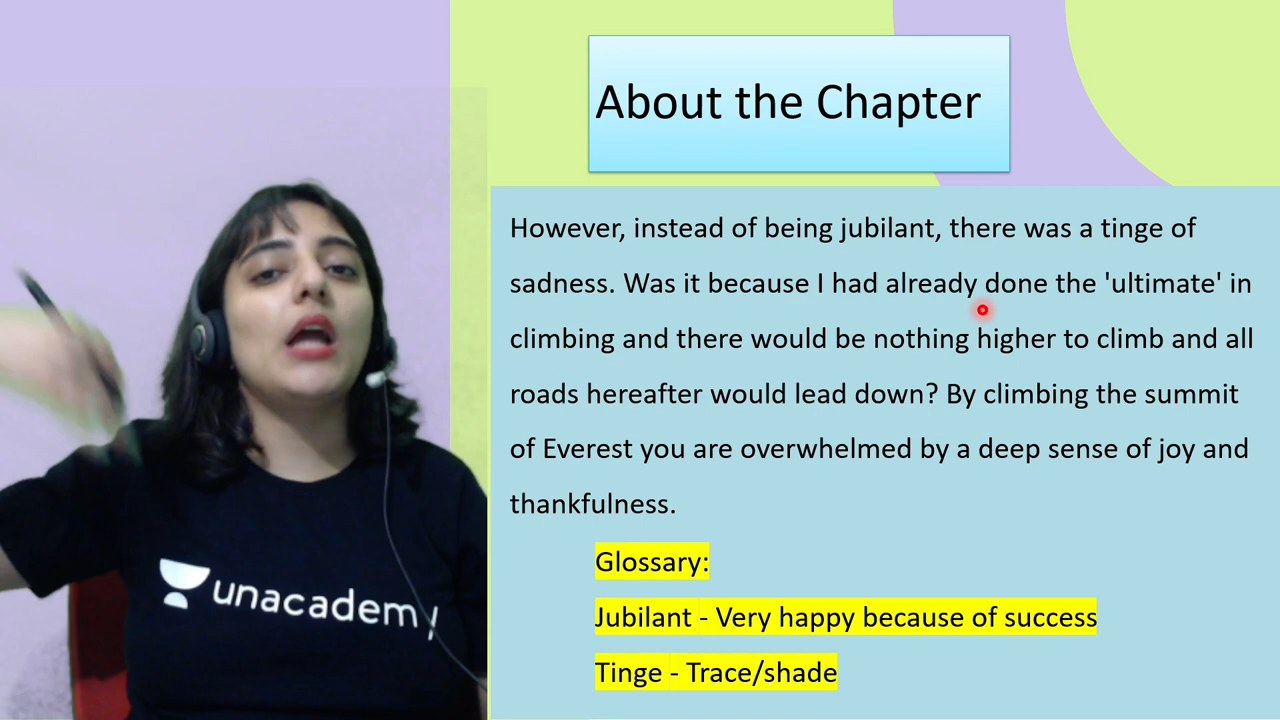 About the Chapter
However, instead of being jubilant, there was a tinge of
sadness. Was it because I had already done the 'ultimate' in
climbing and there would be nothing higher to climb and all
roads hereafter would lead down? By climbing the summit
of Everest you are overwhelmed by a deep sense of joy and
thankfulness.
Glossary:
Jubilant - Very happy because of success
Tinge - Trace/shade
unacademy